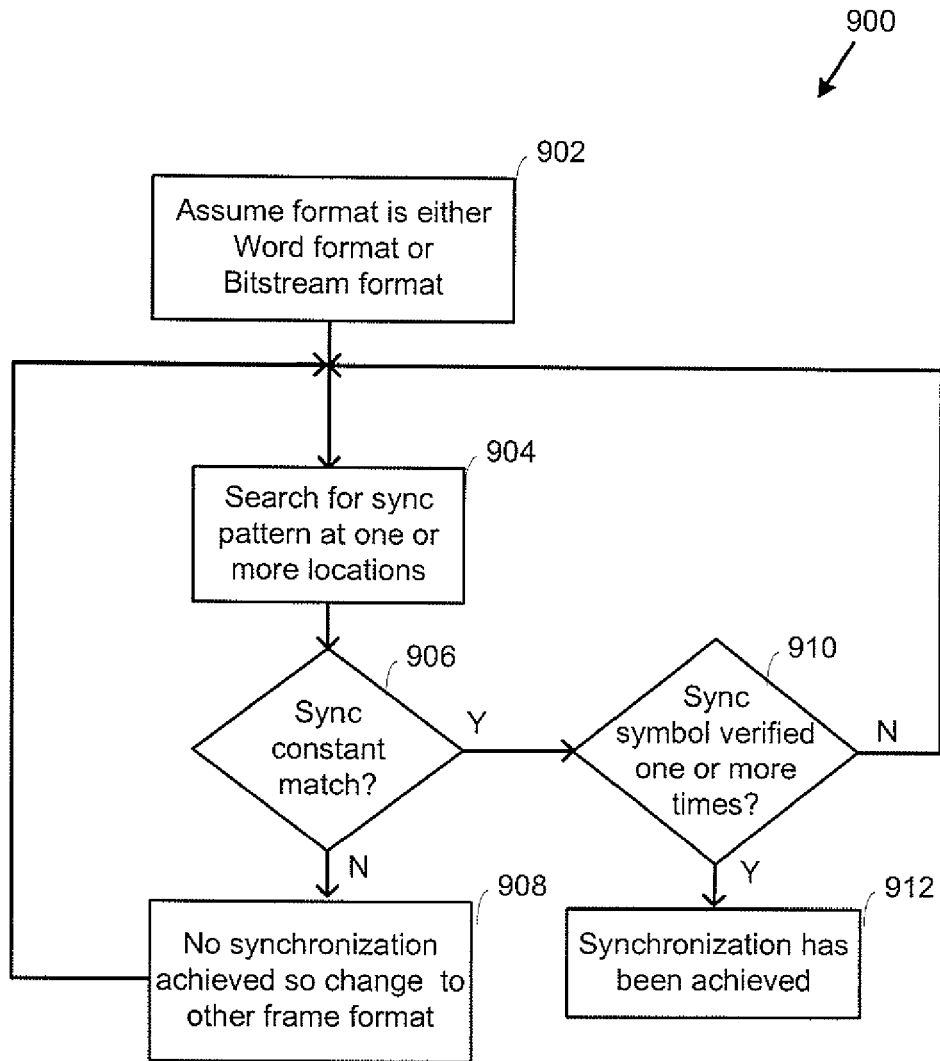 900
902
Assume format is either
Word format or
Bitstream format
904
Search for sync
pattern at one or
more locations
906
Sync
constant
match?
Y
N
910
Sync
symbol verified
one or more
times?
N
Y
908
No synchronization
achieved so change to
other frame format
912
Synchronization has
been achieved